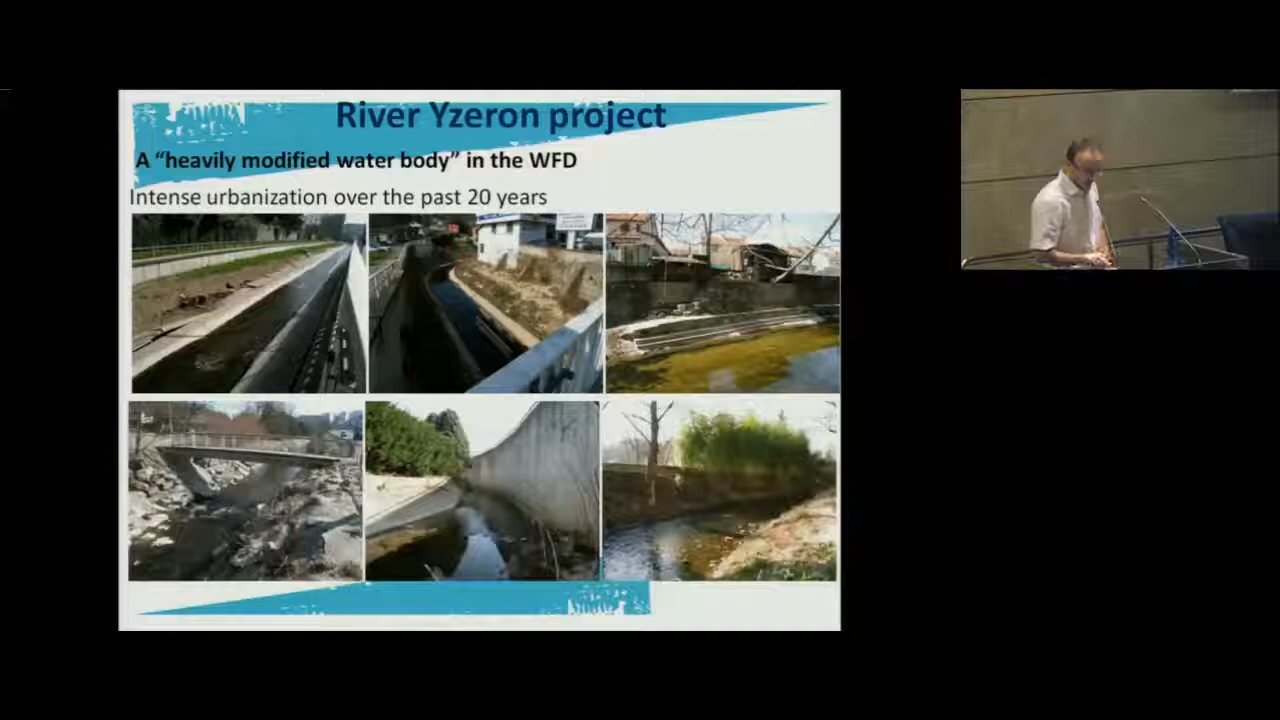 River Yzeron project
A “heavily modified water body” in the WFD
Intense urbanization over the past 20 years